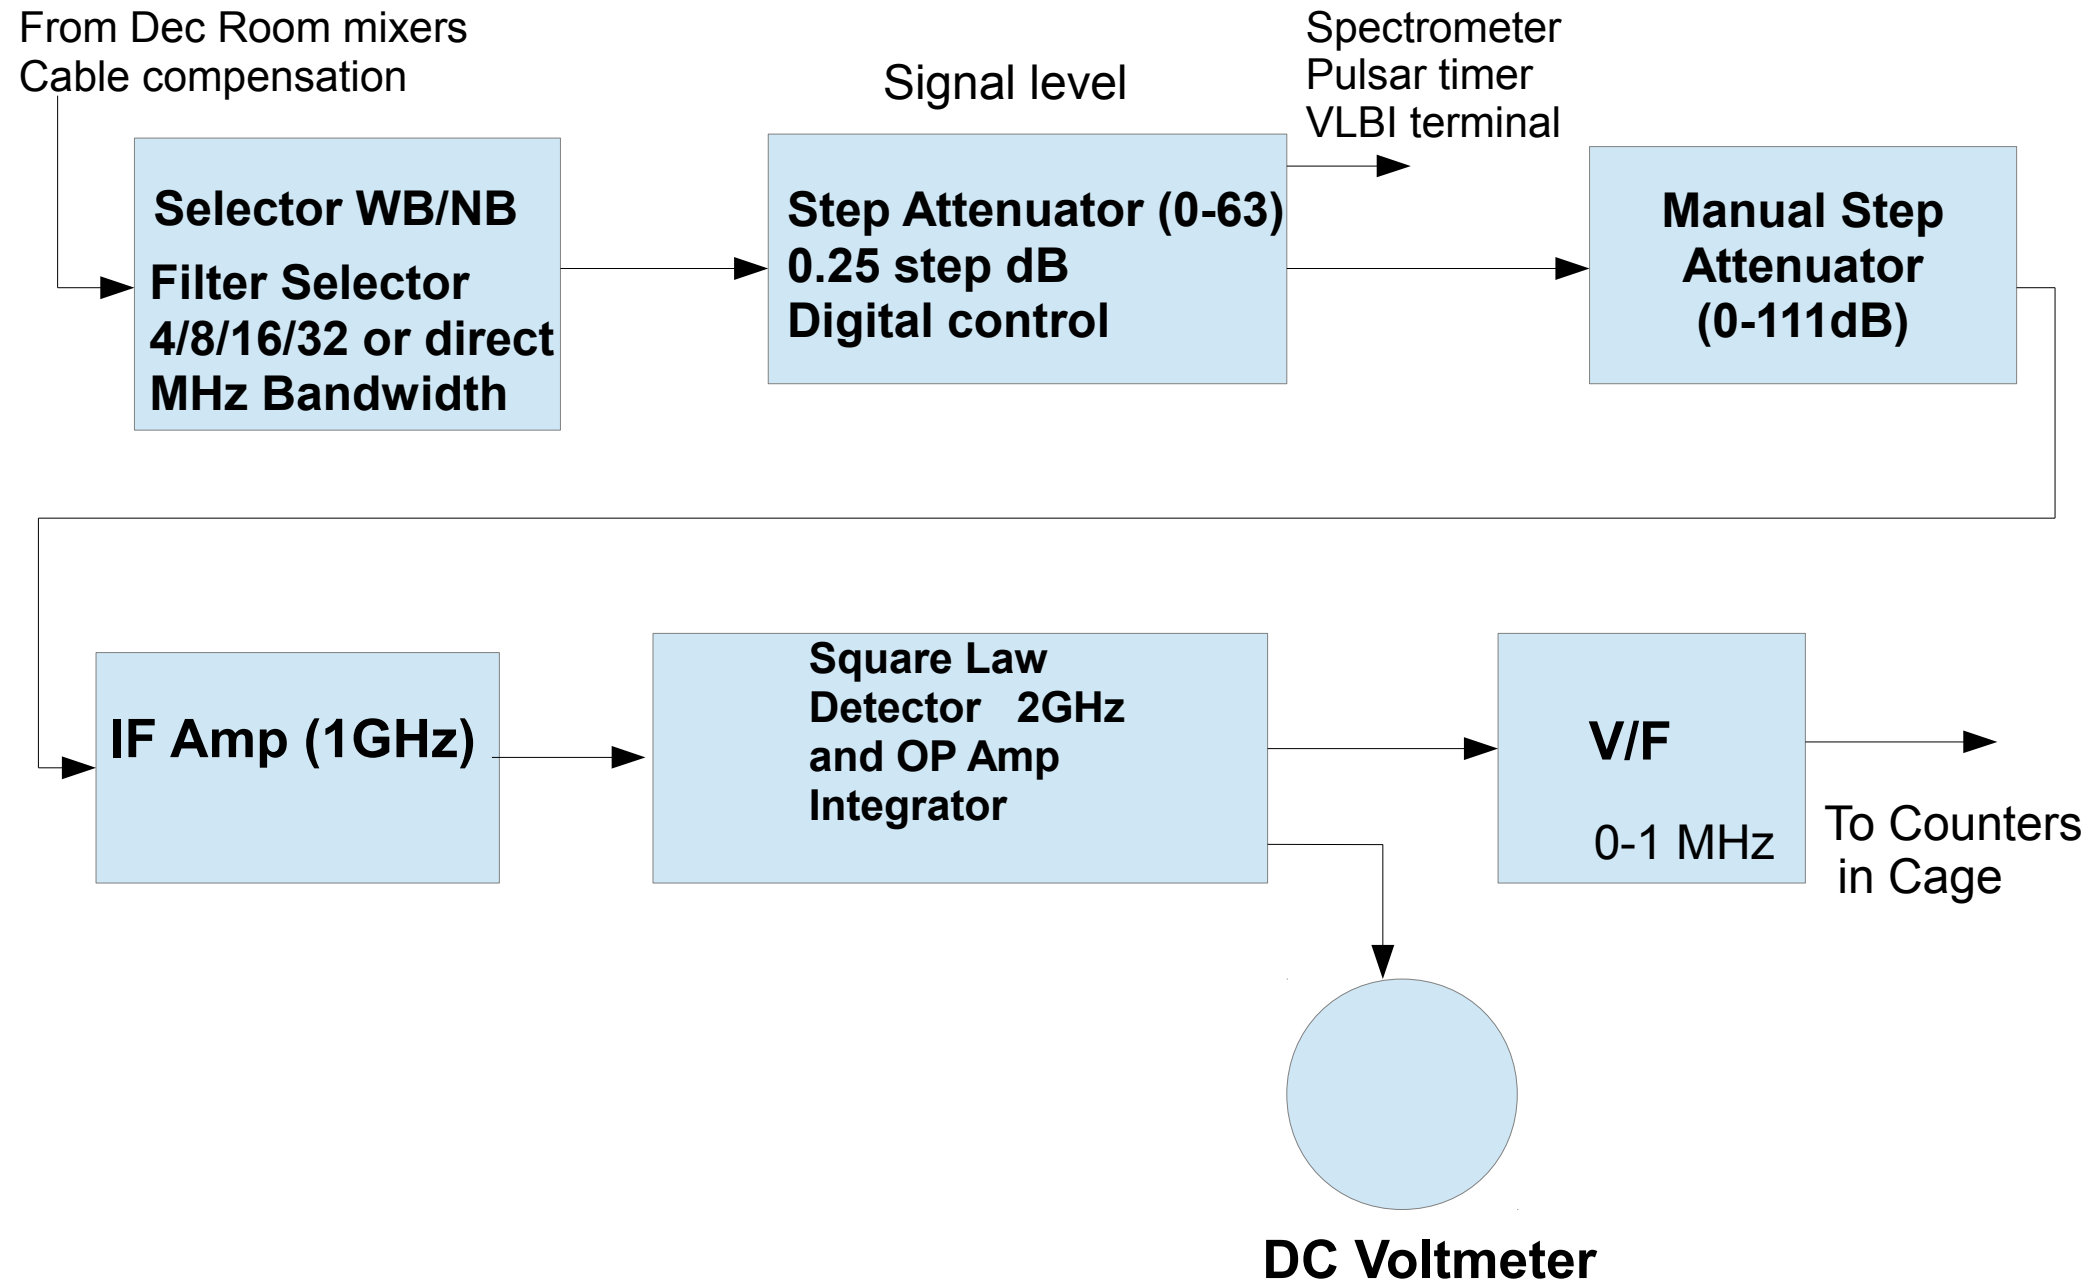 From Dec Room mixers
Cable compensation
Signal level
Spectrometer
Pulsar timer
VLBI terminal
Selector WB/NB
Filter Selector
4/8/16/32 or direct
MHz Bandwidth
Step Attenuator (0-63)
0.25 step dB
Digital control
Manual Step
Attenuator
(0-111dB)
IF Amp (1GHz)
Square Law
Detector 2GHz
and OP Amp
Integrator
V/F
0-1 MHz
To Counters
in Cage
DC Voltmeter